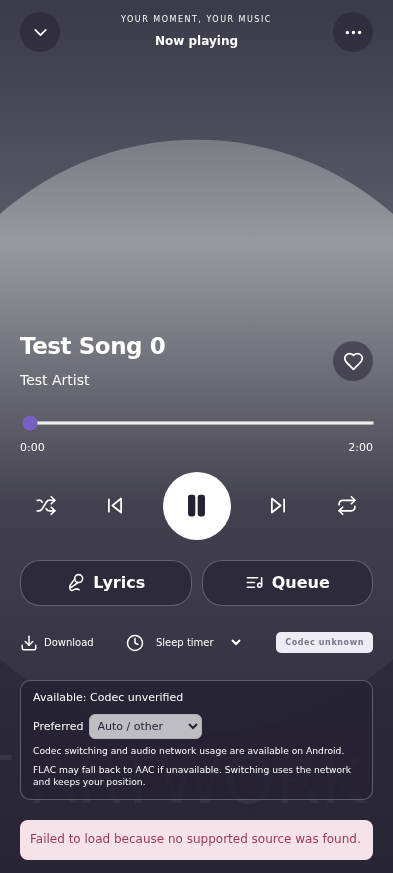 YOUR MOMENT, YOUR MUSIC
Now playing
Test Song 0
Test Artist
0:00
2:00
Lyrics
Queue
Download
Sleep timer
Codec unknown
Available: Codec unverified
Preferred
Auto / other
Codec switching and audio network usage are available on Android.
FLAC may fall back to AAC if unavailable. Switching uses the network
and keeps your position.
Failed to load because no supported source was found.